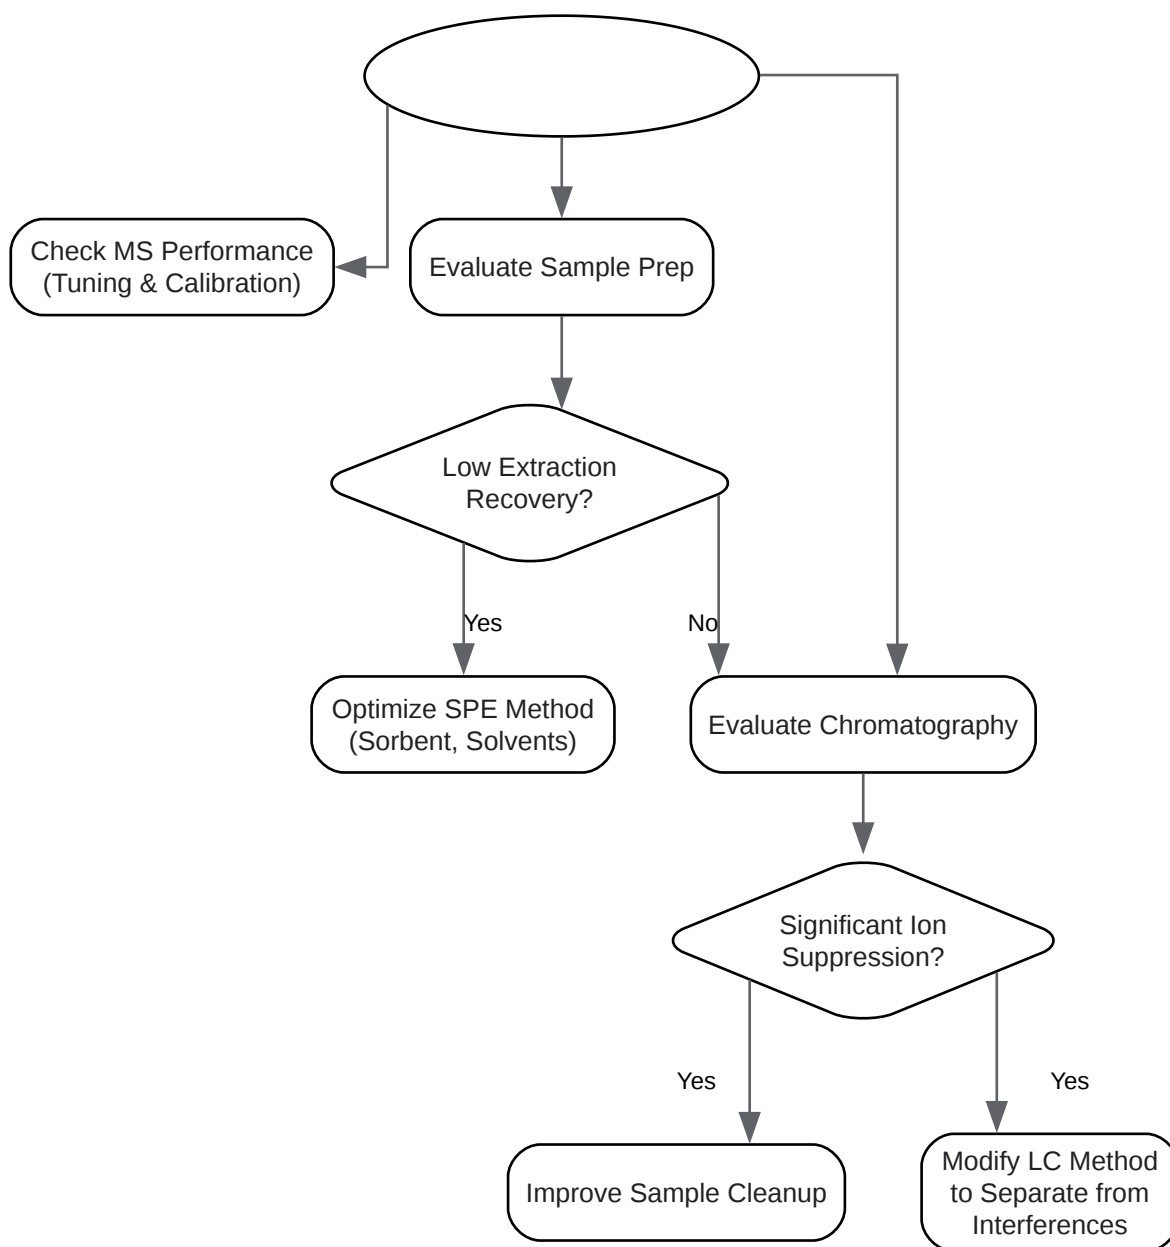 Check MS Performance
(Tuning & Calibration)
Evaluate Sample Prep
Low Extraction
Recovery?
Yes
No
Optimize SPE Method
(Sorbent, Solvents)
Evaluate Chromatography
Significant Ion
Suppression?
Yes
Yes
Improve Sample Cleanup
Modify LC Method
to Separate from
Interferences